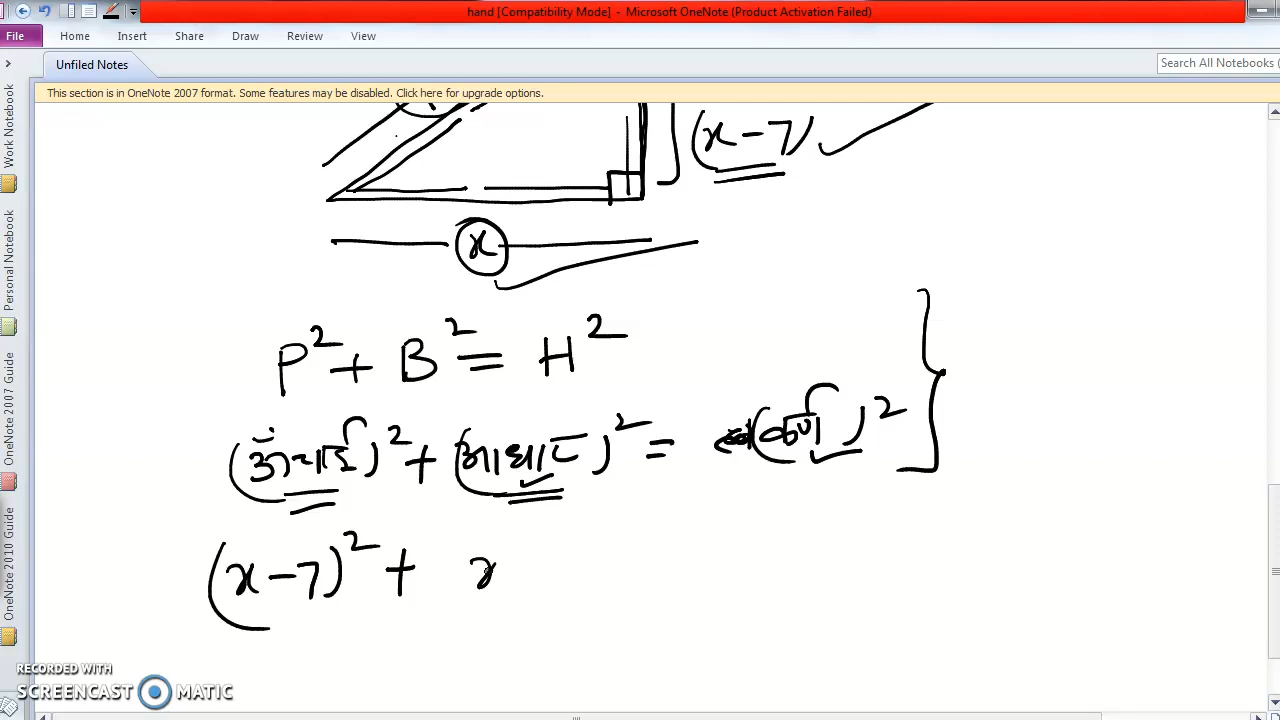 hand [Compatibility Mode] - Microsoft OneNote (Product Activation Failed)
File Home Insert Share Draw Review View
Unfiled Notes
Search All Notebooks (
This section is in OneNote 2007 format. Some features may be disabled. Click here for upgrade options.
Work Notebook
Personal Notebook
OneNote 2007 Guide
OneNote 2010 Guide
(x-7)
x
P² + B² = H²
( )² + (आधार)² = (कर्ण)²
(x-7)² + x
RECORDED WITH
SCREENCAST MATIC